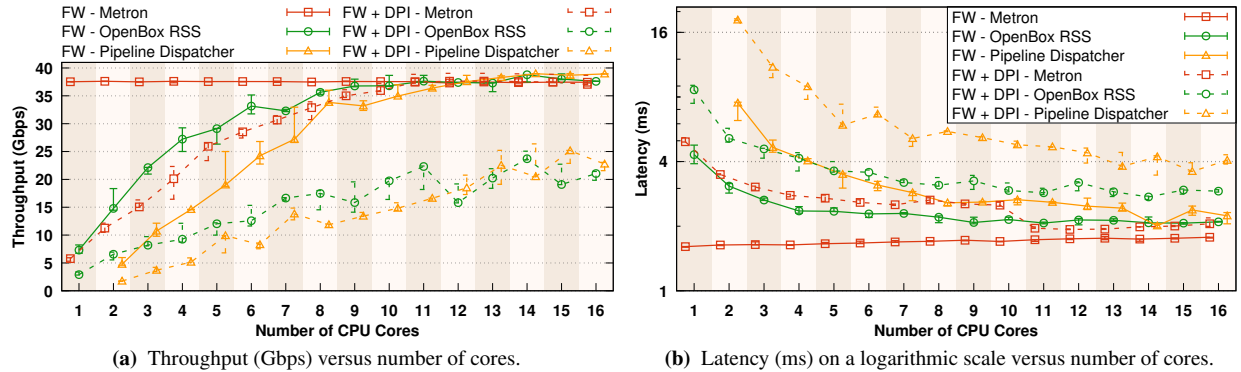 FW - Metron
FW - OpenBox RSS
FW - Pipeline Dispatcher
FW + DPI - Metron
FW + DPI - OpenBox RSS
FW + DPI - Pipeline Dispatcher
40
35
30
25
20
15
10
5
0
Throughput (Gbps)
1 2 3 4 5 6 7 8 9 10 11 12 13 14 15 16
Number of CPU Cores
(a) Throughput (Gbps) versus number of cores.
FW - Metron
FW - OpenBox RSS
FW - Pipeline Dispatcher
FW + DPI - Metron
FW + DPI - OpenBox RSS
FW + DPI - Pipeline Dispatcher
16
4
1
Latency (ms)
1 2 3 4 5 6 7 8 9 10 11 12 13 14 15 16
Number of CPU Cores
(b) Latency (ms) on a logarithmic scale versus number of cores.